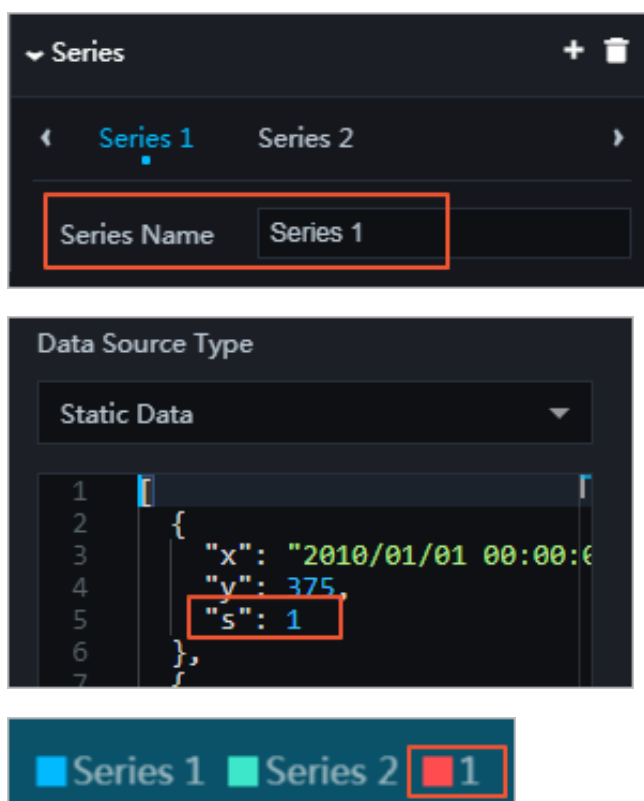 Series
Series 1 Series 2
Series Name Series 1
Data Source Type
Static Data
1 [
2 {
3 "x": "2010/01/01 00:00:0
4 "y": 375,
5 "s": 1
6 },
7 {
Series 1 Series 2 1